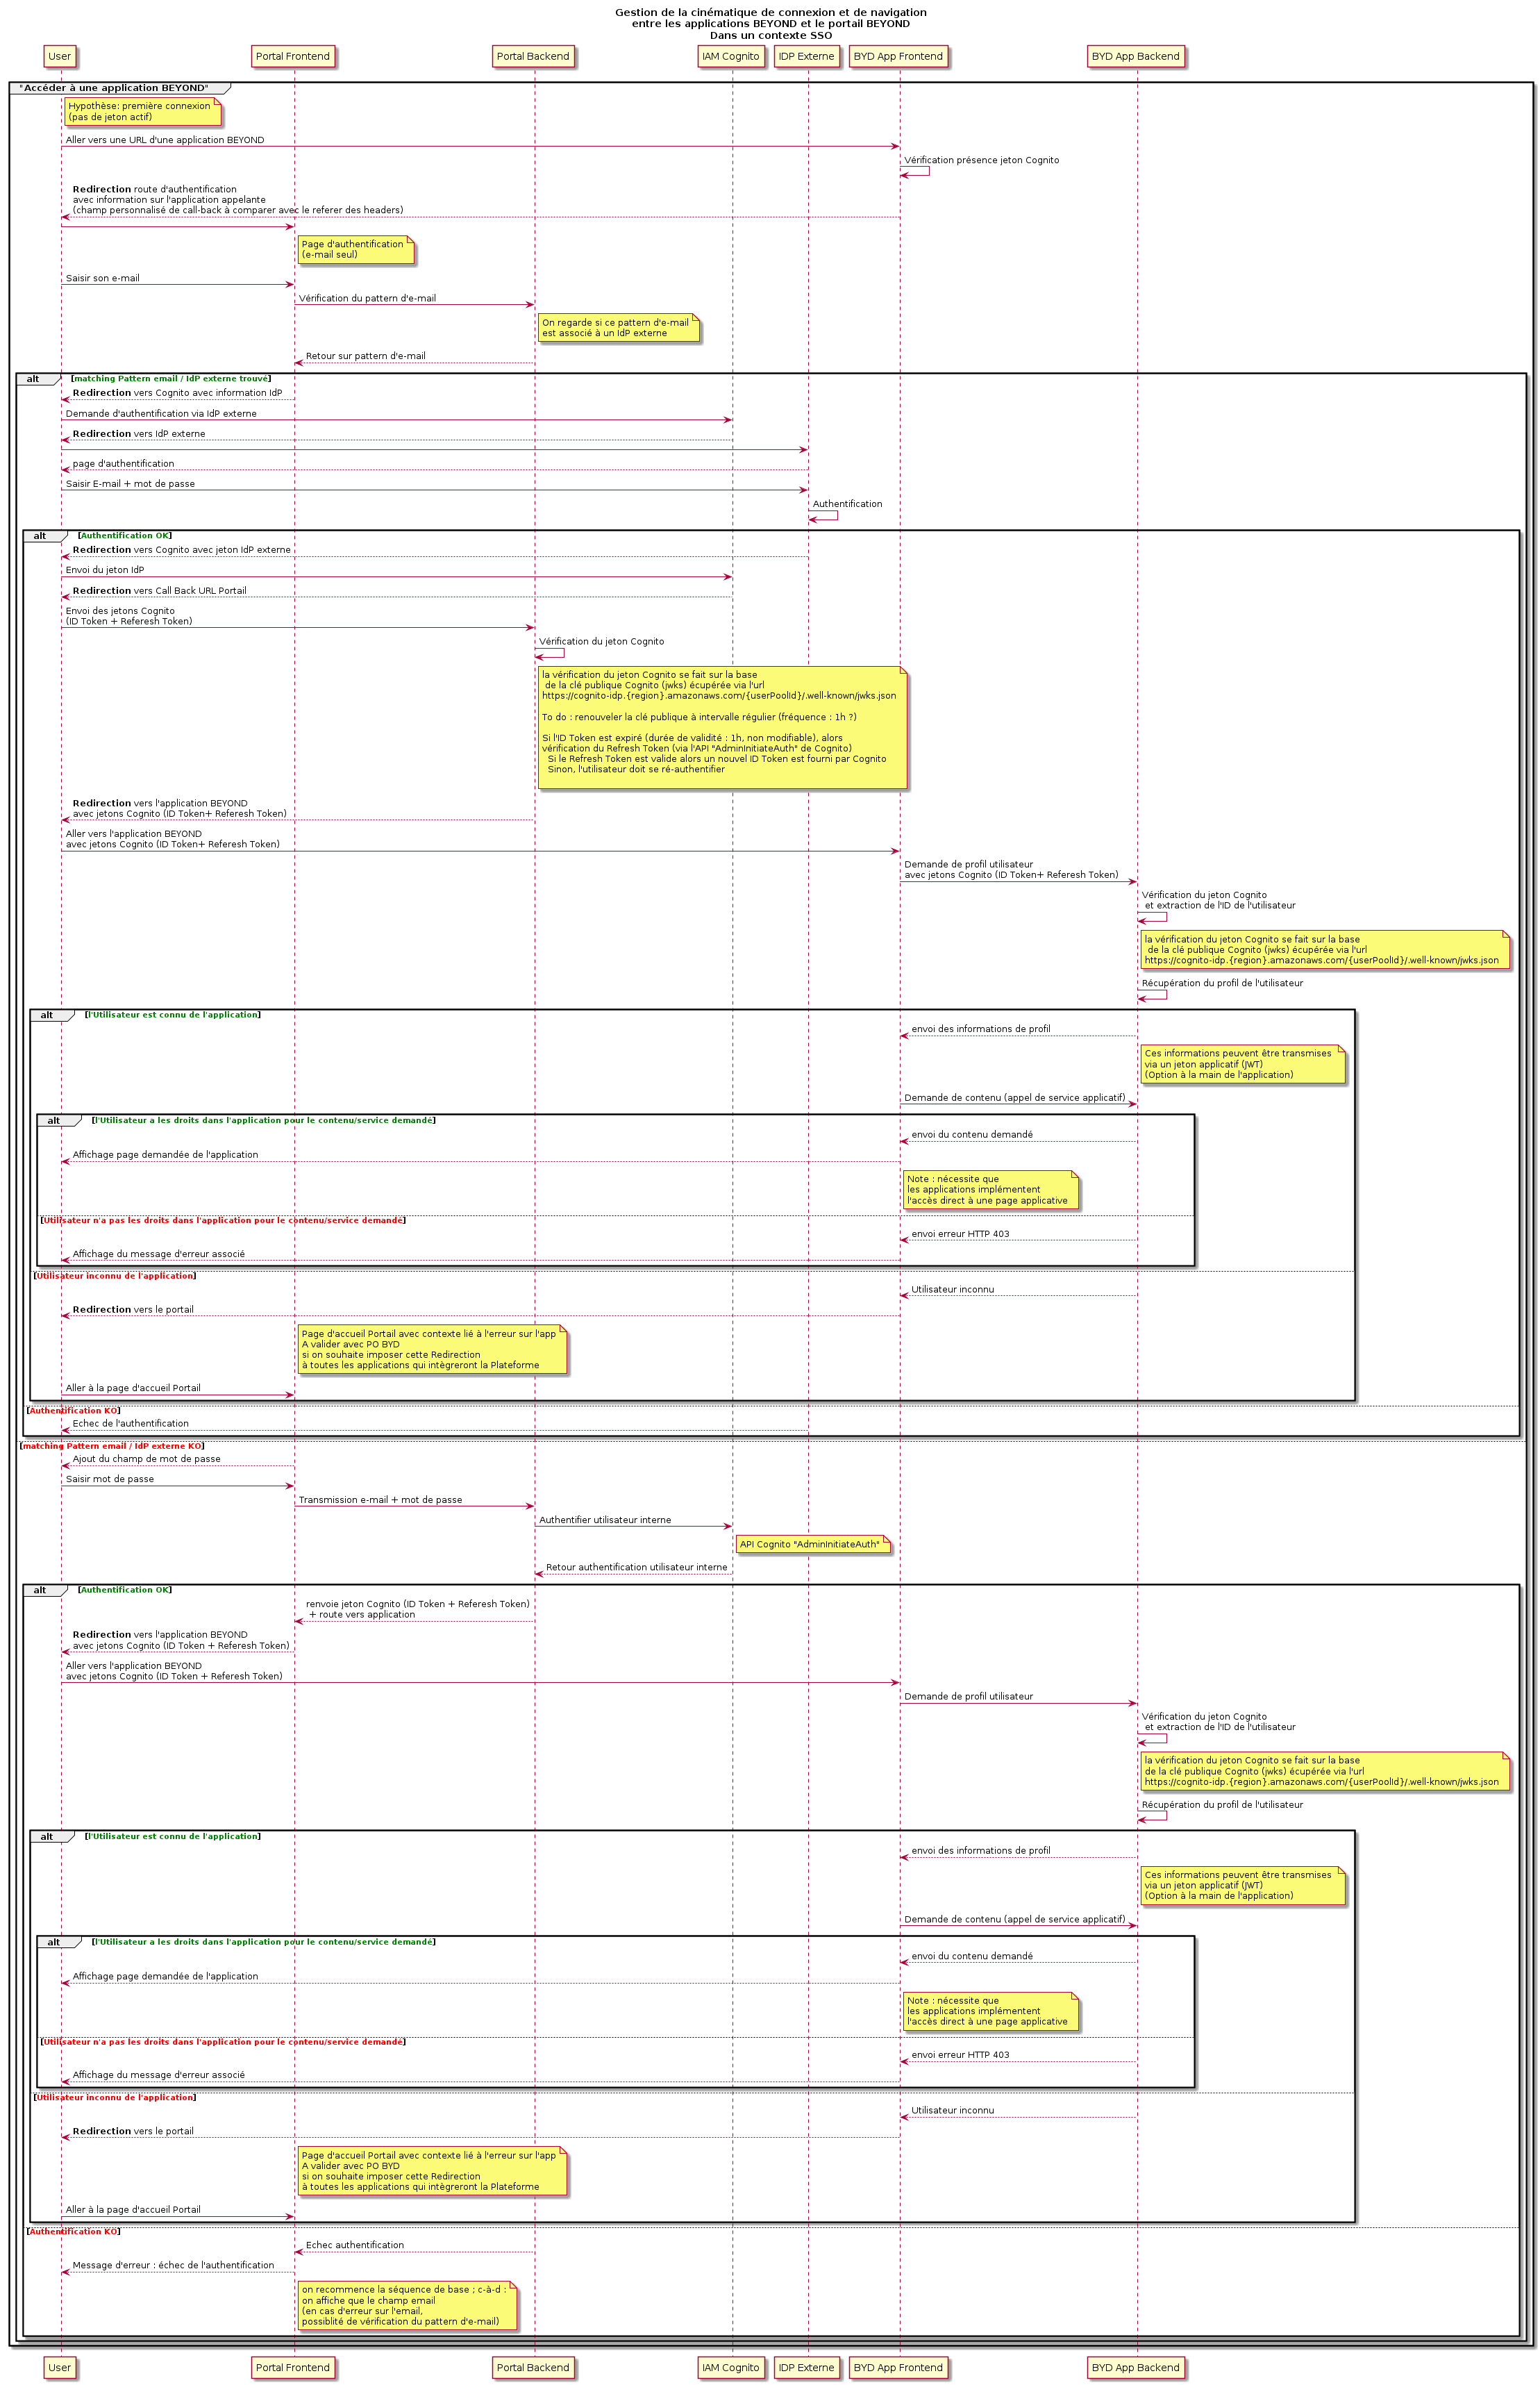 Gestion de la cinématique de connexion et de navigation
entre les applications BEYOND et le portail BEYOND
Dans un contexte SSO
User
Portal Frontend
Portal Backend
IAM Cognito
IDP Externe
BYD App Frontend
BYD App Backend
"Accéder à une application BEYOND"
Hypothèse: première connexion
(pas de jeton actif)
Aller vers une URL d'une application BEYOND
Vérification présence jeton Cognito
Redirection route d'authentification
avec information sur l'application appelante
(champ personnalisé de call-back à comparer avec le referer des headers)
Page d'authentification
(e-mail seul)
Saisir son e-mail
Vérification du pattern d'e-mail
On regarde si ce pattern d'e-mail
est associé à un IdP externe
Retour sur pattern d'e-mail
alt
[matching Pattern email / IdP externe trouvé]
Redirection vers Cognito avec information IdP
Demande d'authentification via IdP externe
Redirection vers IdP externe
page d'authentification
Saisir E-mail + mot de passe
Authentification
alt
[Authentification OK]
Redirection vers Cognito avec jeton IdP externe
Envoi du jeton IdP
Redirection vers Call Back URL Portail
Envoi des jetons Cognito
(ID Token + Referesh Token)
Vérification du jeton Cognito
la vérification du jeton Cognito se fait sur la base
de la clé publique Cognito (jwks) écupérée via l'url
https://cognito-idp.{region}.amazonaws.com/{userPoolId}/.well-known/jwks.json
To do : renouveler la clé publique à intervalle régulier (fréquence : 1h ?)
Si l'ID Token est expiré (durée de validité : 1h, non modifiable), alors
vérification du Refresh Token (via l'API "AdminInitiateAuth" de Cognito)
Si le Refresh Token est valide alors un nouvel ID Token est fourni par Cognito
Sinon, l'utilisateur doit se ré-authentifier
Redirection vers l'application BEYOND
avec jetons Cognito (ID Token+ Referesh Token)
Aller vers l'application BEYOND
avec jetons Cognito (ID Token+ Referesh Token)
Demande de profil utilisateur
avec jetons Cognito (ID Token+ Referesh Token)
Vérification du jeton Cognito
et extraction de l'ID de l'utilisateur
la vérification du jeton Cognito se fait sur la base
de la clé publique Cognito (jwks) écupérée via l'url
https://cognito-idp.{region}.amazonaws.com/{userPoolId}/.well-known/jwks.json
Récupération du profil de l'utilisateur
alt
[l'Utilisateur est connu de l'application]
envoi des informations de profil
Ces informations peuvent être transmises
via un jeton applicatif (JWT)
(Option à la main de l'application)
Demande de contenu (appel de service applicatif)
alt
[l'Utilisateur a les droits dans l'application pour le contenu/service demandé]
envoi du contenu demandé
Affichage page demandée de l'application
Note : nécessite que
les applications implémentent
l'accès direct à une page applicative
[Utilisateur n'a pas les droits dans l'application pour le contenu/service demandé]
envoi erreur HTTP 403
Affichage du message d'erreur associé
[Utilisateur inconnu de l'application]
Utilisateur inconnu
Redirection vers le portail
Page d'accueil Portail avec contexte lié à l'erreur sur l'app
A valider avec PO BYD
si on souhaite imposer cette Redirection
à toutes les applications qui intègreront la Plateforme
Aller à la page d'accueil Portail
[Authentification KO]
Echec de l'authentification
[matching Pattern email / IdP externe KO]
Ajout du champ de mot de passe
Saisir mot de passe
Transmission e-mail + mot de passe
Authentifier utilisateur interne
API Cognito "AdminInitiateAuth"
Retour authentification utilisateur interne
alt
[Authentification OK]
renvoie jeton Cognito (ID Token + Referesh Token)
+ route vers application
Redirection vers l'application BEYOND
avec jetons Cognito (ID Token + Referesh Token)
Aller vers l'application BEYOND
avec jetons Cognito (ID Token + Referesh Token)
Demande de profil utilisateur
Vérification du jeton Cognito
et extraction de l'ID de l'utilisateur
la vérification du jeton Cognito se fait sur la base
de la clé publique Cognito (jwks) écupérée via l'url
https://cognito-idp.{region}.amazonaws.com/{userPoolId}/.well-known/jwks.json
Récupération du profil de l'utilisateur
alt
[l'Utilisateur est connu de l'application]
envoi des informations de profil
Ces informations peuvent être transmises
via un jeton applicatif (JWT)
(Option à la main de l'application)
Demande de contenu (appel de service applicatif)
alt
[l'Utilisateur a les droits dans l'application pour le contenu/service demandé]
envoi du contenu demandé
Affichage page demandée de l'application
Note : nécessite que
les applications implémentent
l'accès direct à une page applicative
[Utilisateur n'a pas les droits dans l'application pour le contenu/service demandé]
envoi erreur HTTP 403
Affichage du message d'erreur associé
[Utilisateur inconnu de l'application]
Utilisateur inconnu
Redirection vers le portail
Page d'accueil Portail avec contexte lié à l'erreur sur l'app
A valider avec PO BYD
si on souhaite imposer cette Redirection
à toutes les applications qui intègreront la Plateforme
Aller à la page d'accueil Portail
[Authentification KO]
Echec authentification
Message d'erreur : échec de l'authentification
on recommence la séquence de base ; c-à-d :
on affiche que le champ email
(en cas d'erreur sur l'email,
possiblité de vérification du pattern d'e-mail)
User
Portal Frontend
Portal Backend
IAM Cognito
IDP Externe
BYD App Frontend
BYD App Backend